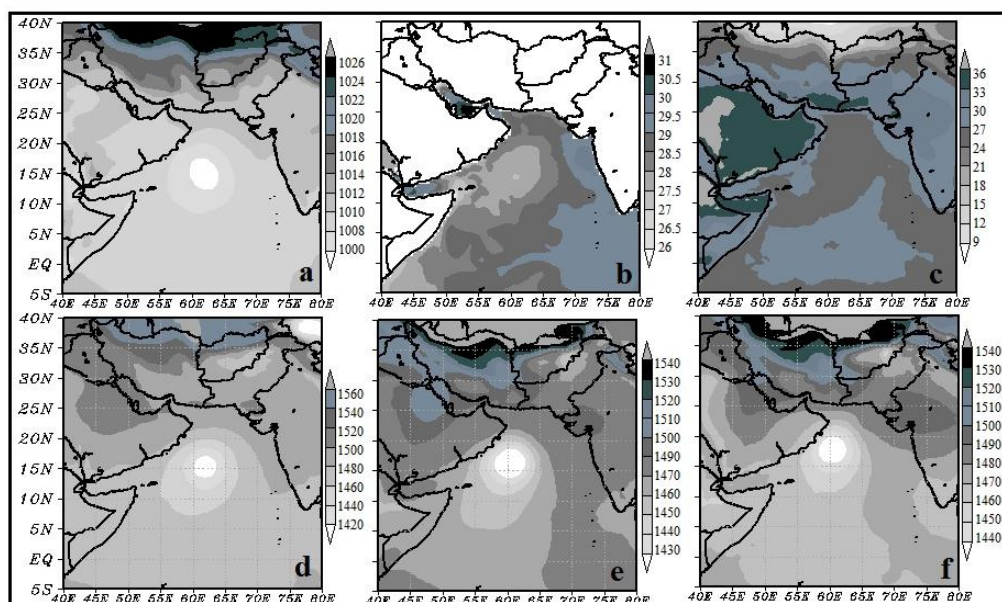 40N
35N
30N
25N
20N
15N
10N
5N
EQ
5S
40E 45E 50E 55E 60E 65E 70E 75E 80E
1026
1024
1022
1020
1018
1016
1014
1012
1010
1008
1000
a
40E 45E 50E 55E 60E 65E 70E 75E 80E
31
30.5
30
29.5
29
28.5
28
27.5
27
26.5
26
b
40E 45E 50E 55E 60E 65E 70E 75E 80E
36
33
30
27
24
21
18
15
12
9
c
40N
35N
30N
25N
20N
15N
10N
5N
EQ
5S
40E 45E 50E 55E 60E 65E 70E 75E 80E
1560
1540
1520
1500
1480
1460
1440
1420
d
40E 45E 50E 55E 60E 65E 70E 75E 80E
1540
1530
1520
1510
1500
1490
1470
1460
1450
1440
1430
e
40E 45E 50E 55E 60E 65E 70E 75E 80E
1540
1530
1520
1510
1500
1490
1480
1470
1460
1450
1440
f